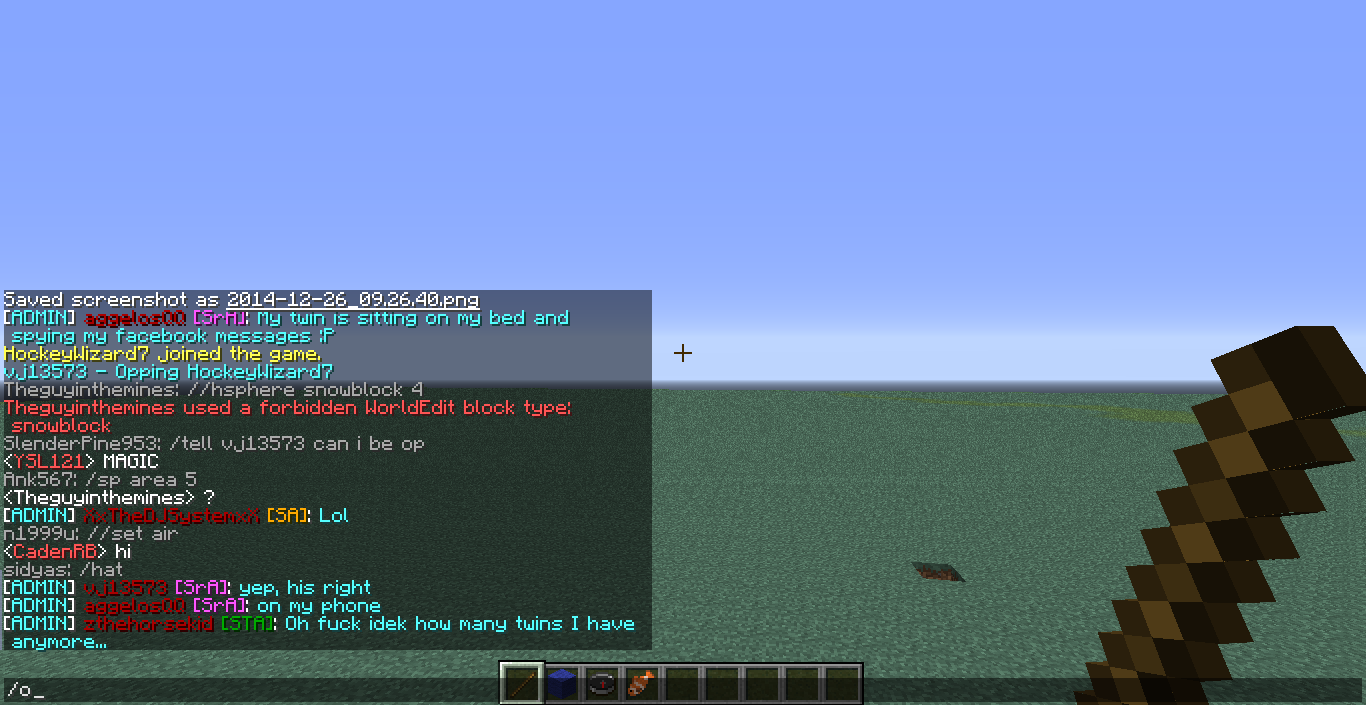 Saved screenshot as 2014-12-26_09.26.40.png
[ADMIN] aggelosQQ [SrA]: My twin is sitting on my bed and
spying my facebook messages :P
HockeyWizard7 joined the game.
vj13573 - Opping HockeyWizard7
Theguyinthemines: //hsphere snowblock 4
Theguyinthemines used a forbidden WorldEdit block type:
snowblock
SlenderPine953: /tell vj13573 can i be op
<YSL121> MAGIC
Ank567: /sp area 5
<Theguyinthemines> ?
[ADMIN] XxTheDJSystemxX [SA]: Lol
n1999u: //set air
<CadenRB> hi
sidyas: /hat
[ADMIN] vj13573 [SrA]: yep, his right
[ADMIN] aggelosQQ [SrA]: on my phone
[ADMIN] zthehorsekid [STA]: Oh fuck idek how many twins I have
anymore...
/o_